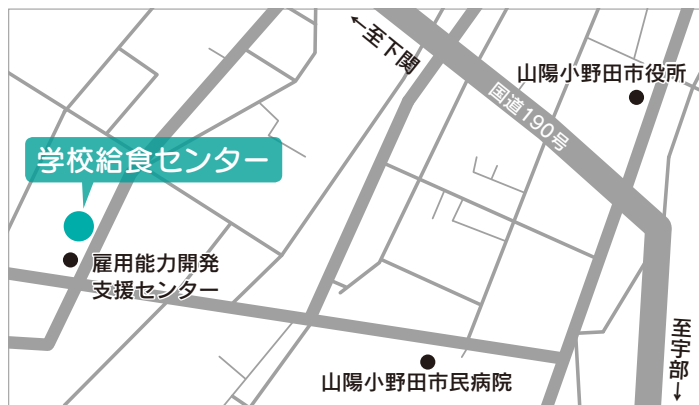 ←至下関
山陽小野田市役所
国道190号
学校給食センター
雇用能力開発
支援センター
山陽小野田市民病院
至宇部→